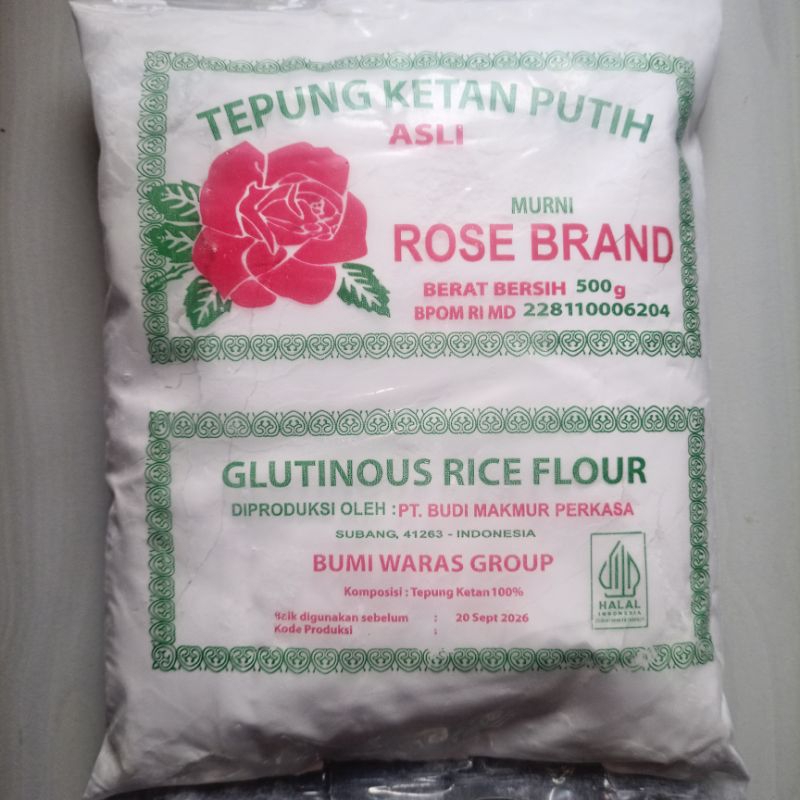 TEPUNG KETAN PUTIH
ASLI
MURNI
ROSE BRAND
BERAT BERSIH 500g
BPOM RI MD 228110006204
GLUTINOUS RICE FLOUR
DIPRODUKSI OLEH : PT. BUDI MAKMUR PERKASA
SUBANG, 41263 - INDONESIA
BUMI WARAS GROUP
Komposisi : Tepung Ketan 100%
Baik digunakan sebelum : 20 Sept 2026
Kode Produksi :
HALAL
INDONESIA